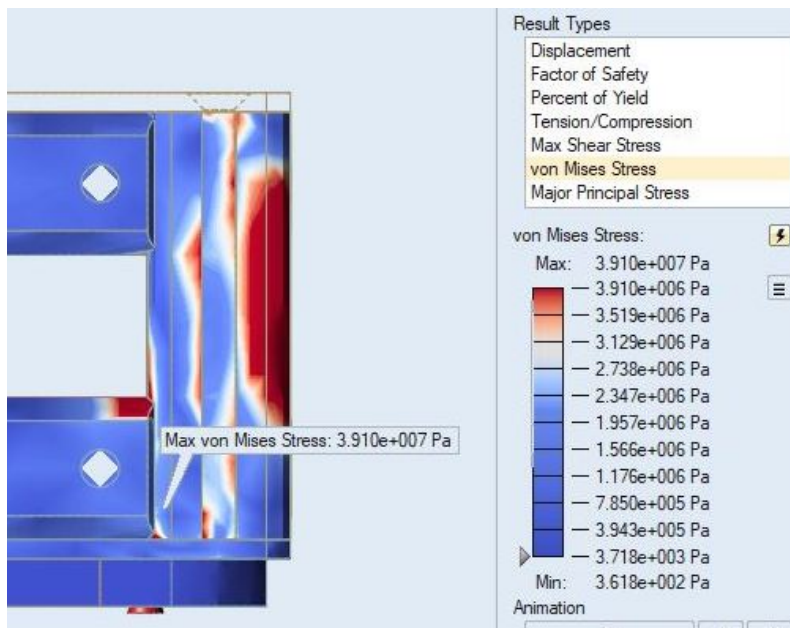 Result Types
Displacement
Factor of Safety
Percent of Yield
Tension/Compression
Max Shear Stress
von Mises Stress
Major Principal Stress
von Mises Stress:
Max: 3.910e+007 Pa
3.910e+006 Pa
3.519e+006 Pa
3.129e+006 Pa
2.738e+006 Pa
2.347e+006 Pa
1.957e+006 Pa
1.566e+006 Pa
1.176e+006 Pa
7.850e+005 Pa
3.943e+005 Pa
3.718e+003 Pa
Min: 3.618e+002 Pa
Animation
Max von Mises Stress: 3.910e+007 Pa